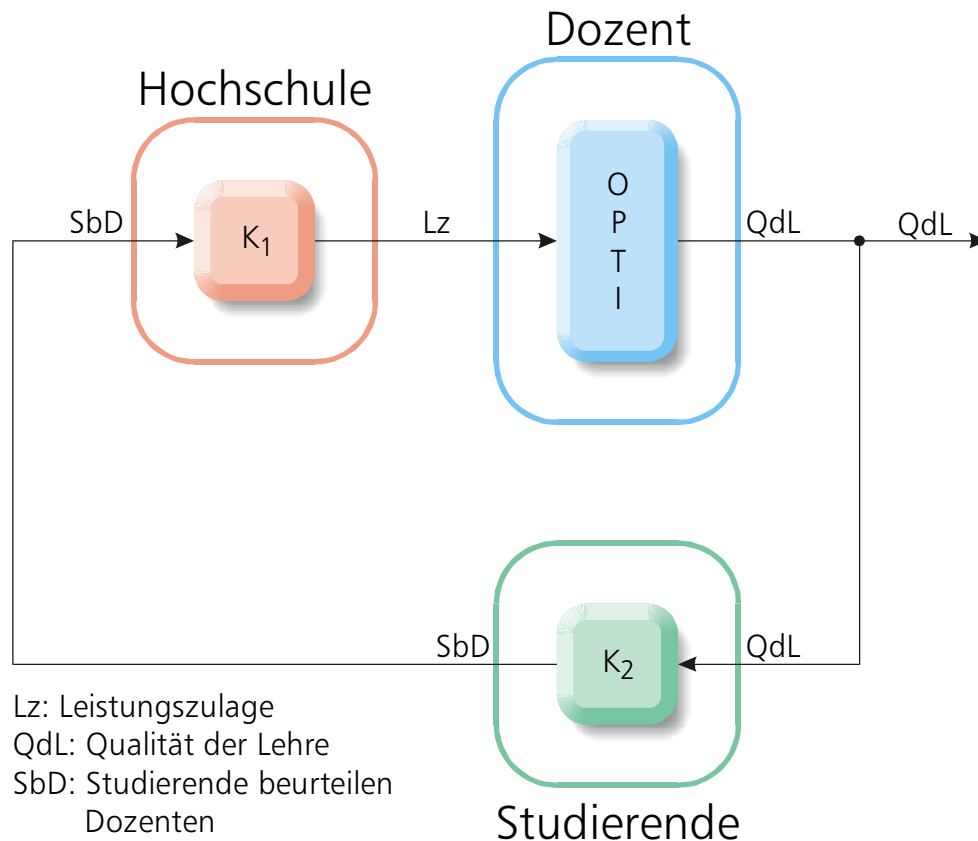 Dozent
Hochschule
SbD
K1
Lz
O
P
T
I
QdL
QdL
SbD
K2
QdL
Lz: Leistungszulage
QdL: Qualität der Lehre
SbD: Studierende beurteilen
Dozenten
Studierende